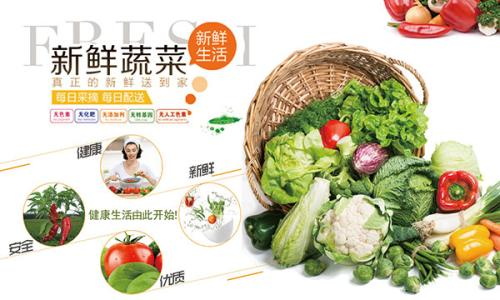 FRESH
新鲜蔬菜
新鲜
生活
真正的新鲜送到家
每日采摘 每日配送
无色素 无化肥 无添加剂 无转基因 无人工色素
健康
新鲜
健康生活由此开始!
安全
优质